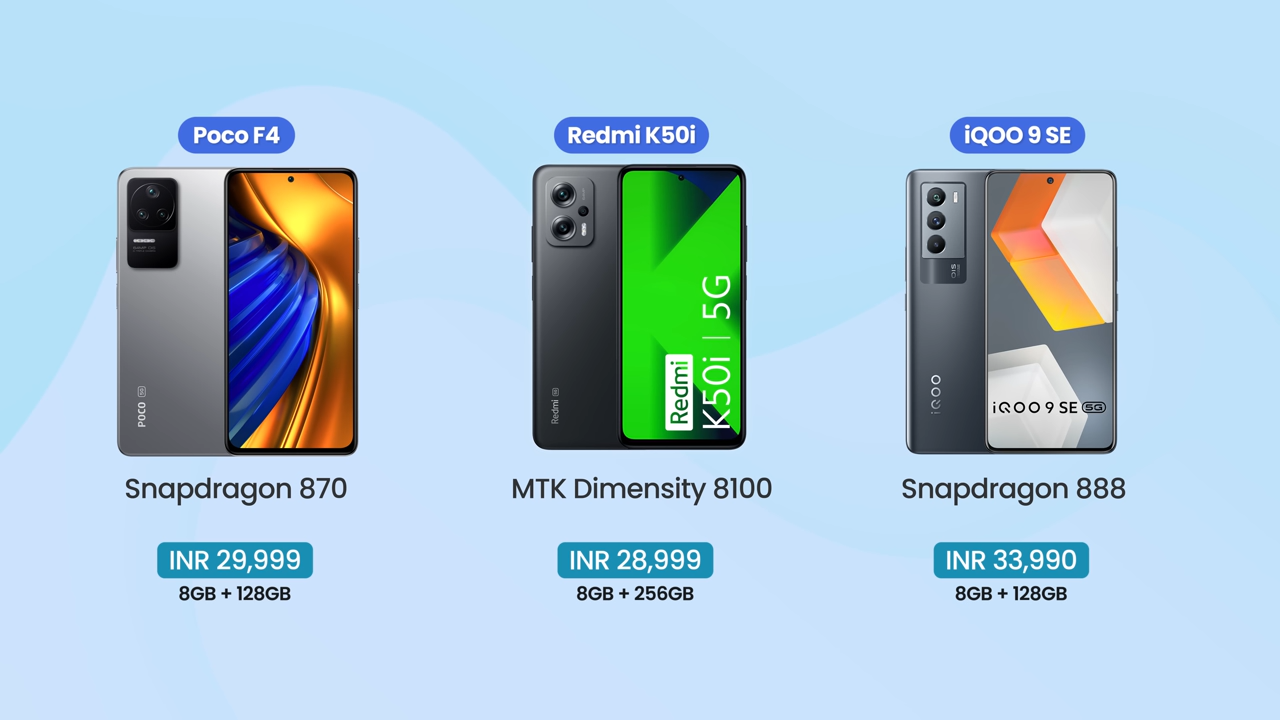 Poco F4
Redmi K50i
iQOO 9 SE
POCO 5G
Redmi
Redmi
K50i | 5G
iQOO
OIS
iQOO 9 SE 5G
Snapdragon 870
MTK Dimensity 8100
Snapdragon 888
INR 29,999
INR 28,999
INR 33,990
8GB + 128GB
8GB + 256GB
8GB + 128GB